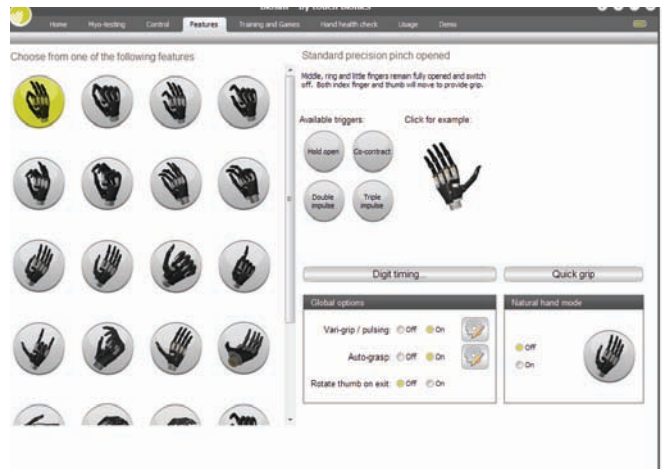 by touch bionics
Home Myo-testing Control Features Training and Games Hand health check Usage Demo
Choose from one of the following features
Standard precision pinch opened
Middle, ring and little fingers remain fully opened and switch
off. Both index finger and thumb will move to provide grip.
Available triggers:
Click for example:
Hold open
Co-contract
Double
impulse
Triple
impulse
Digit timing...
Quick grip
Global options
Vari-grip / pulsing: Off On
Auto-grasp: Off On
Rotate thumb on exit: Off On
Natural hand mode
Off
On